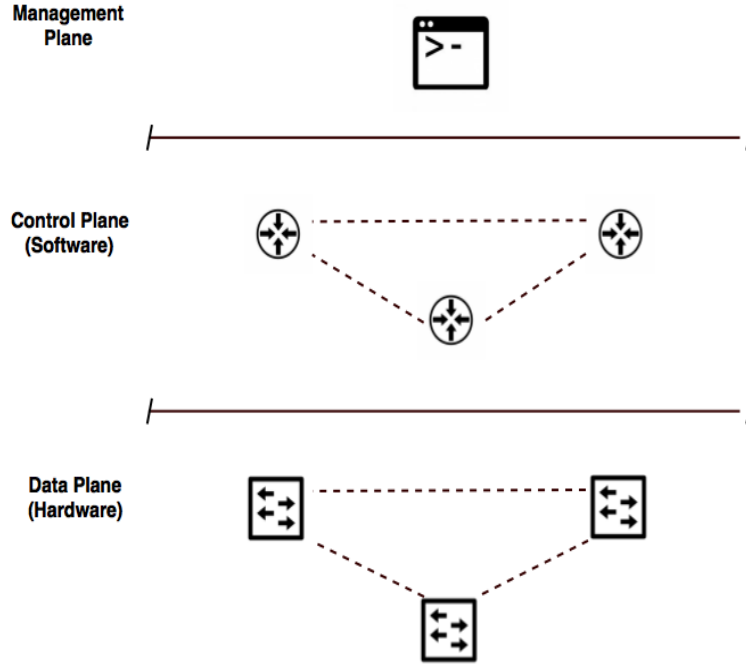 Management
Plane
>-
Control Plane
(Software)
Data Plane
(Hardware)